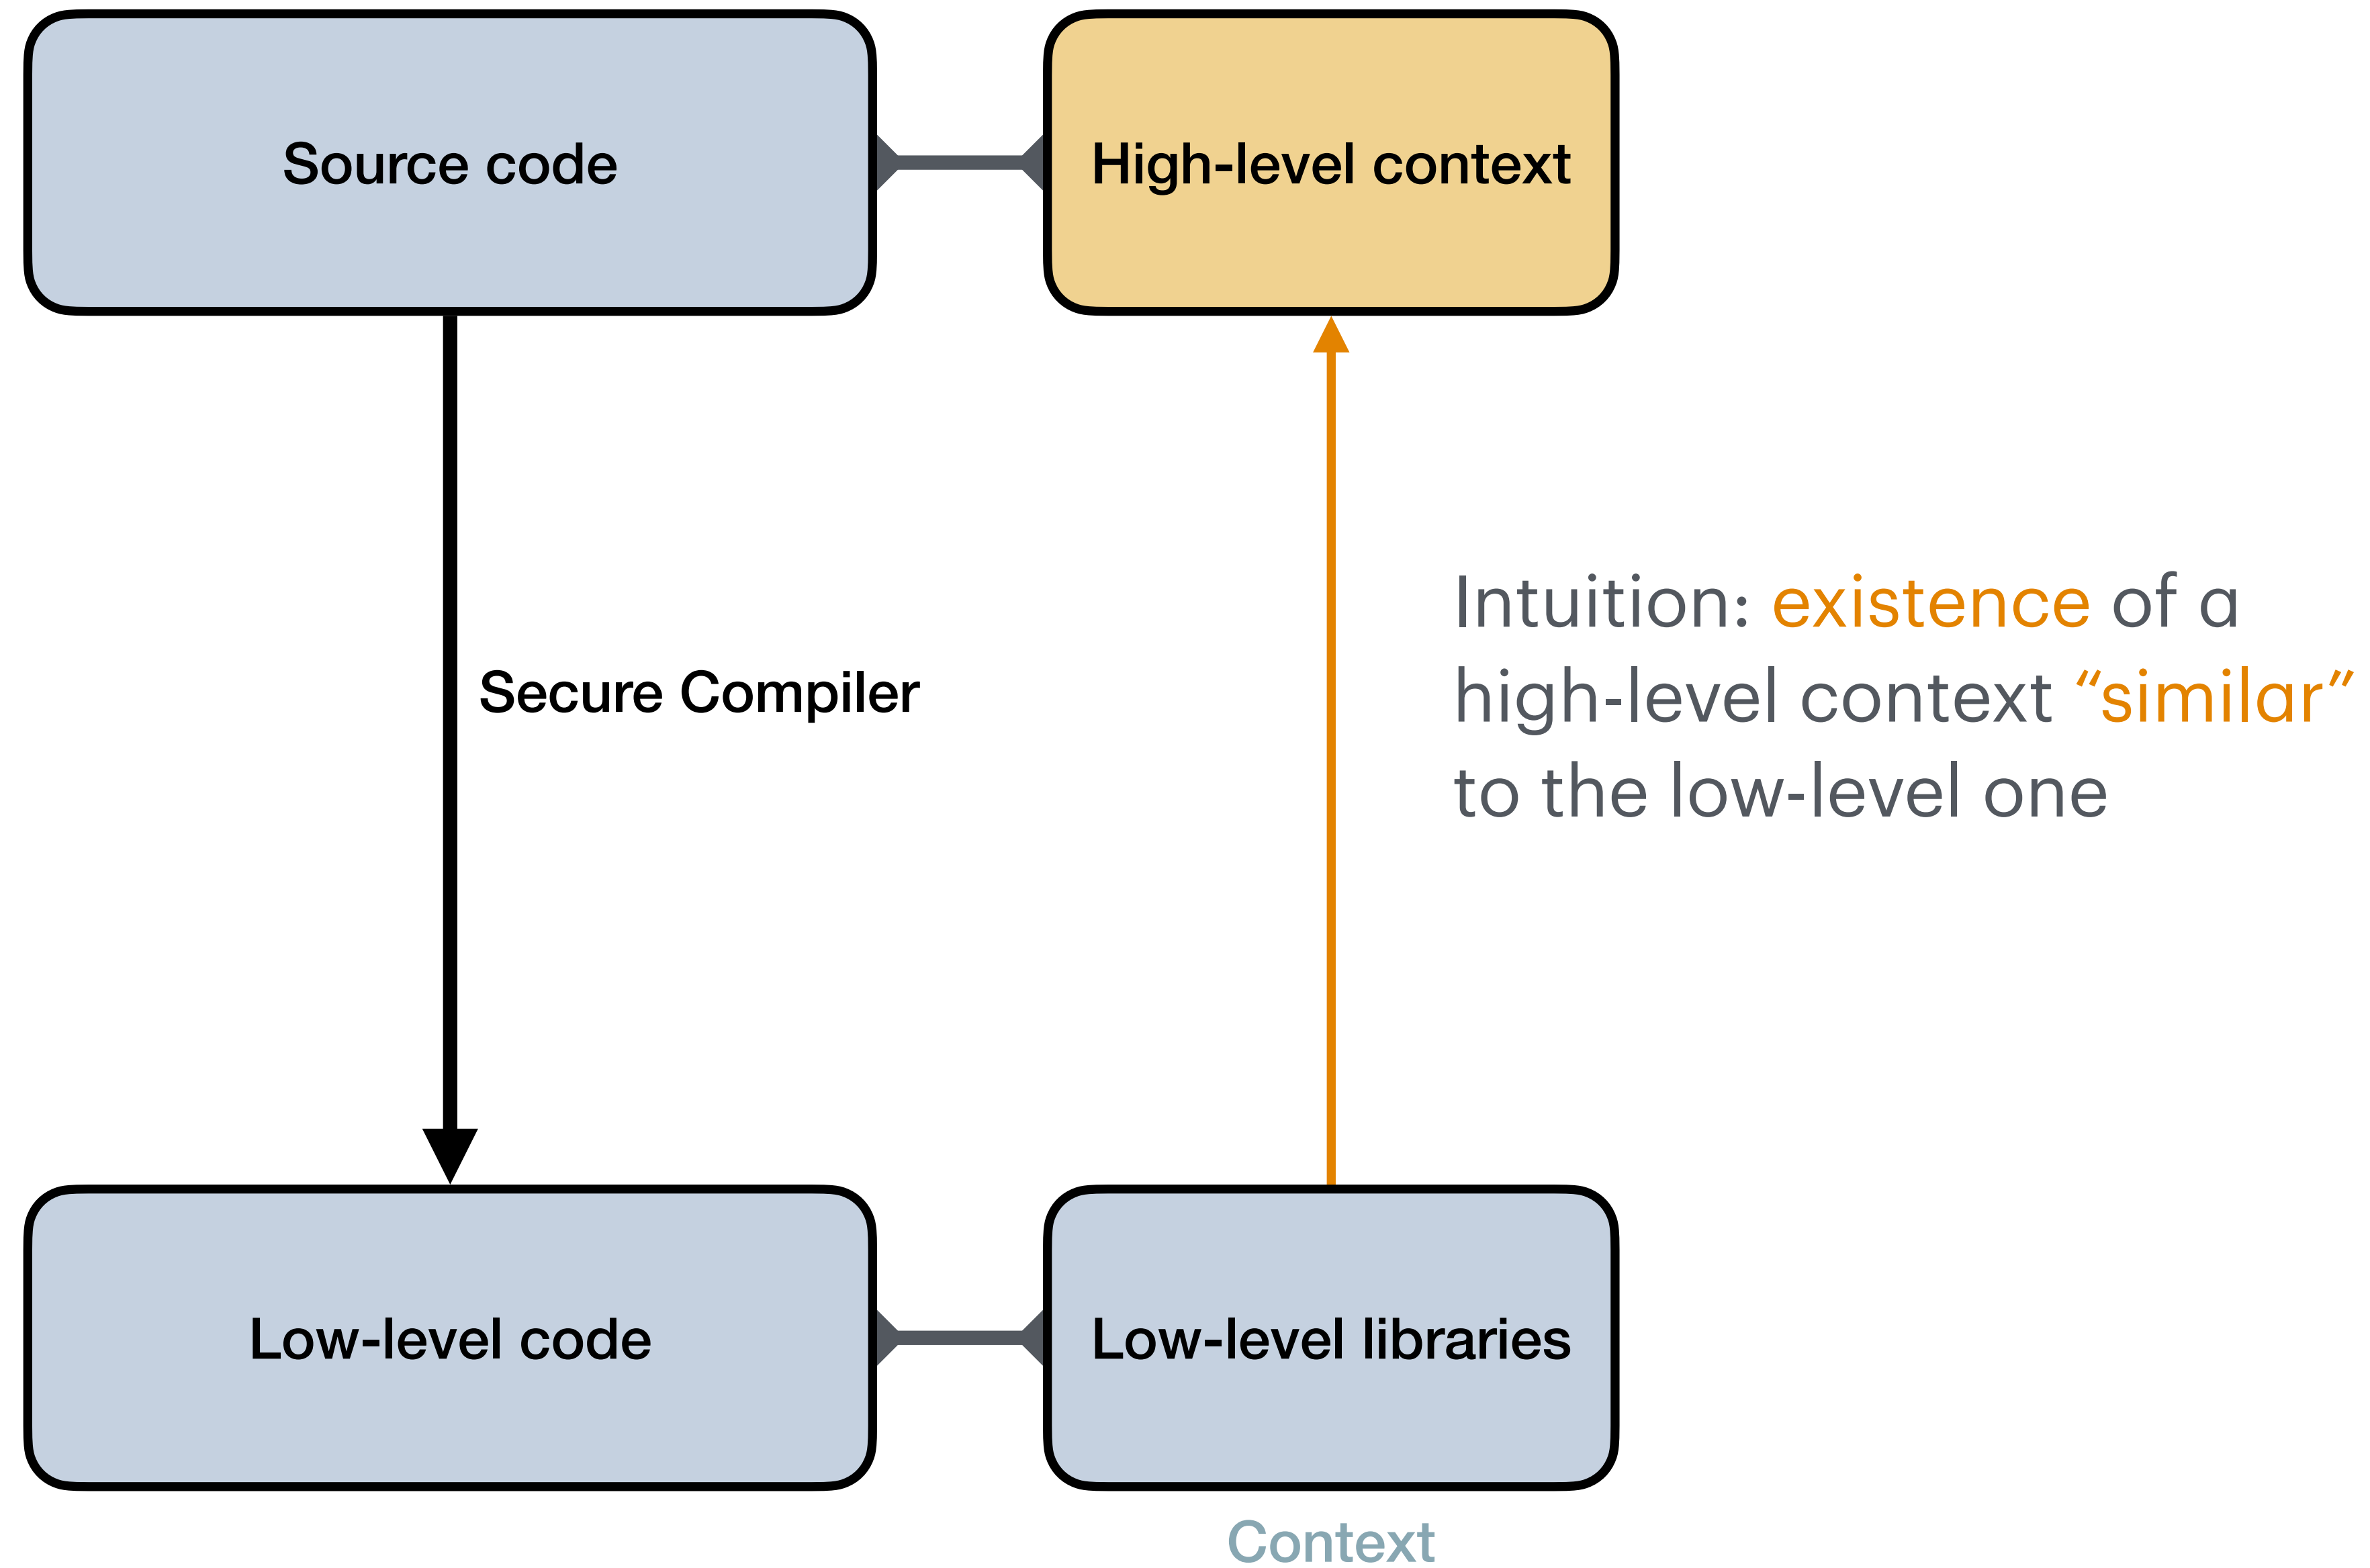 Source code
High-level context
Secure Compiler
Intuition: existence of a
high-level context “similar”
to the low-level one
Low-level code
Low-level libraries
Context